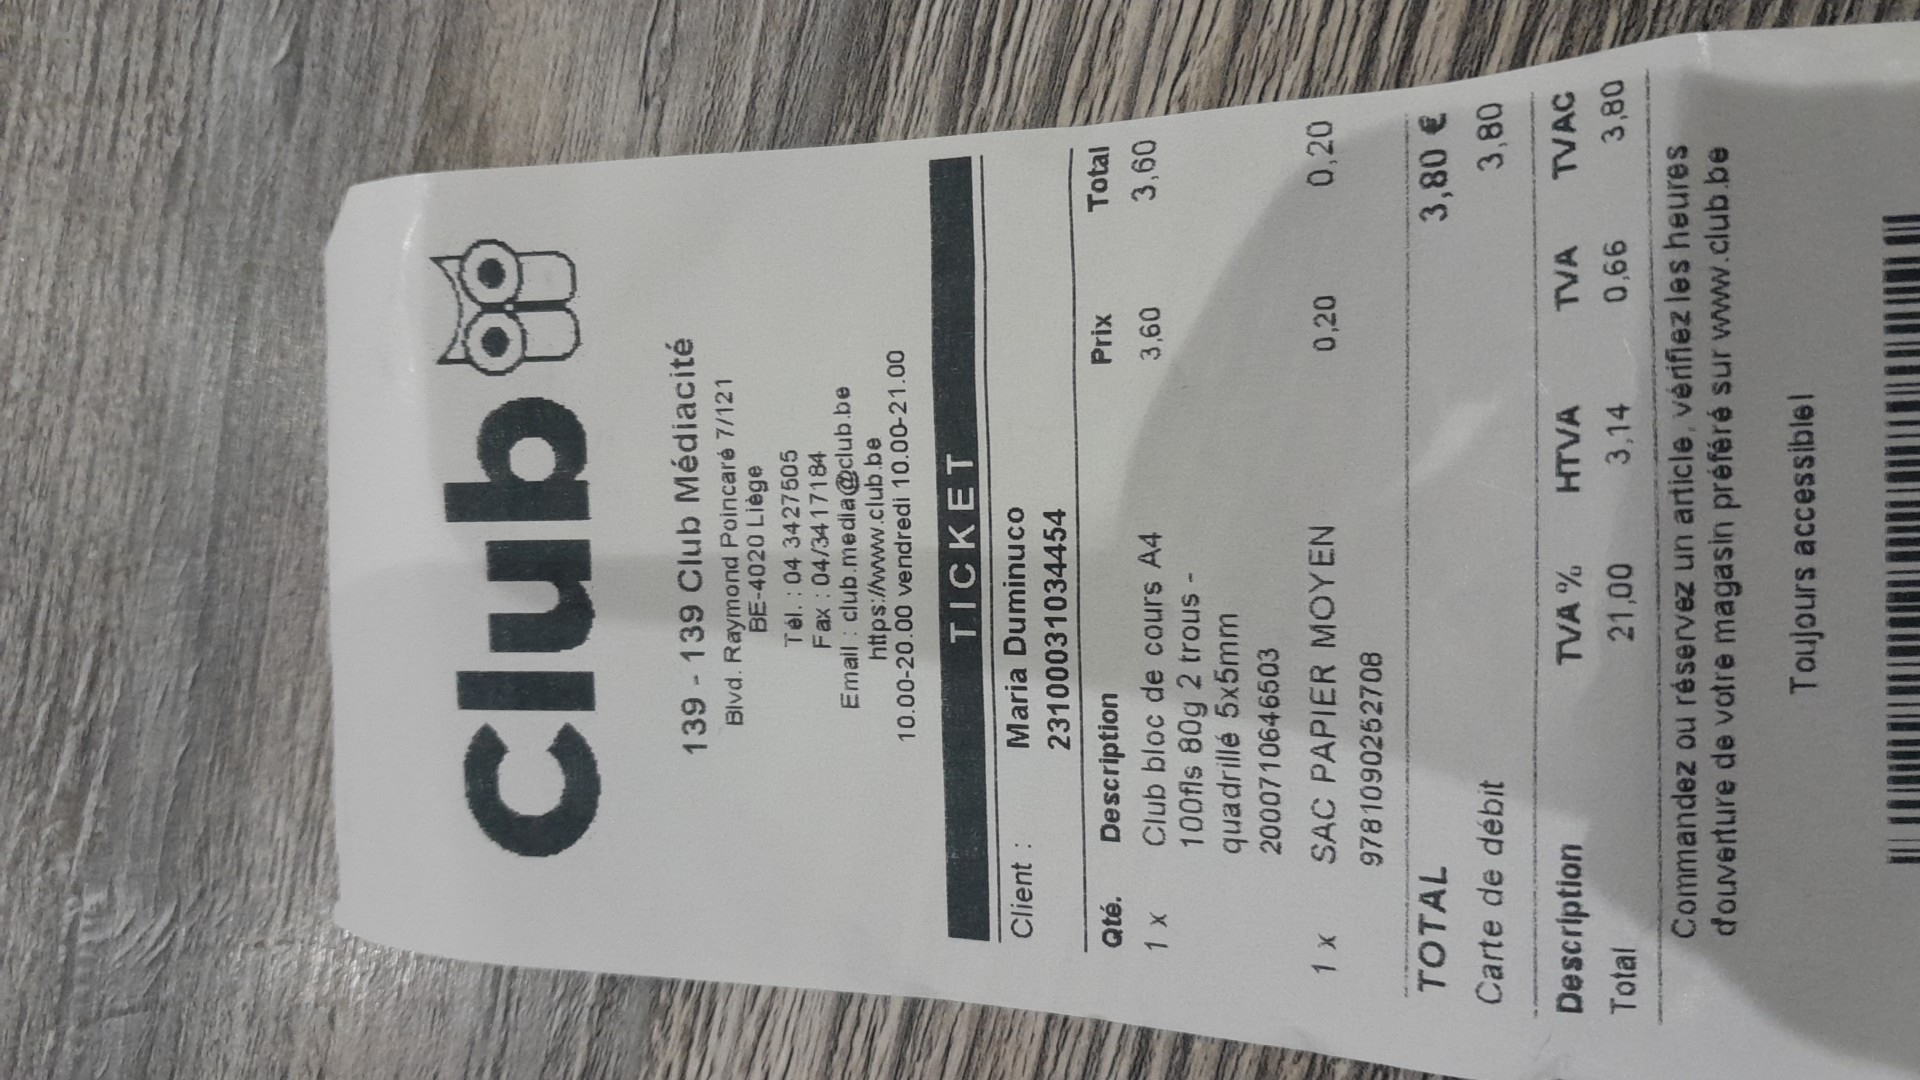 Club
139 - 139 Club Médiacité
Blvd. Raymond Poincaré 7/121
BE-4020 Liège
Tél. : 04 3427505
Fax : 04/3417184
Email : club.media@club.be
https://www.club.be
10.00-20.00 vendredi 10.00-21.00
TICKET
Client : Maria Duminuco
23100031034454
Qté. Description Prix Total
1 x Club bloc de cours A4 3,60 3,60
100fls 80g 2 trous -
quadrillé 5x5mm
2000710646503
1 x SAC PAPIER MOYEN 0,20 0,20
9781090252708
TOTAL 3,80 €
Carte de débit 3,80
Description TVA % HTVA TVA TVAC
Total 21,00 3,14 0,66 3,80
Commandez ou réservez un article, vérifiez les heures
d'ouverture de votre magasin préféré sur www.club.be
Toujours accessible!